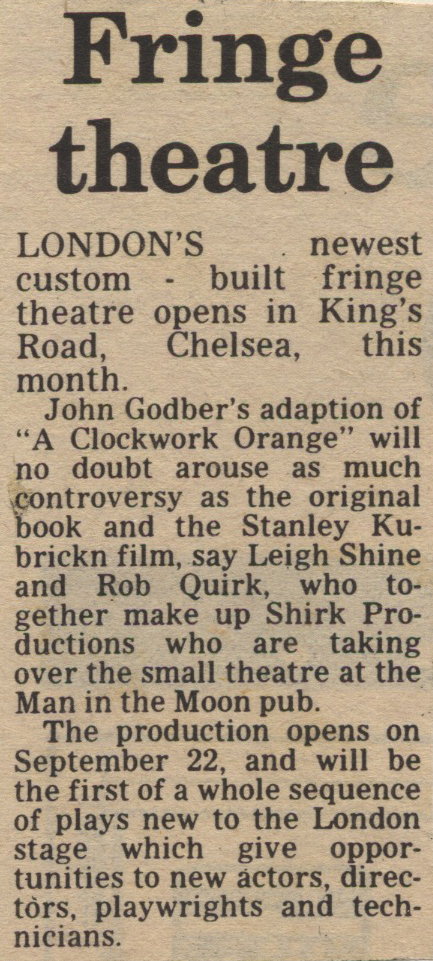 Fringe
theatre
LONDON'S newest
custom - built fringe
theatre opens in King's
Road, Chelsea, this
month.
John Godber's adaption of
"A Clockwork Orange" will
no doubt arouse as much
controversy as the original
book and the Stanley Ku-
brickn film, say Leigh Shine
and Rob Quirk, who to-
gether make up Shirk Pro-
ductions who are taking
over the small theatre at the
Man in the Moon pub.
The production opens on
September 22, and will be
the first of a whole sequence
of plays new to the London
stage which give oppor-
tunities to new actors, direc-
tors, playwrights and tech-
nicians.